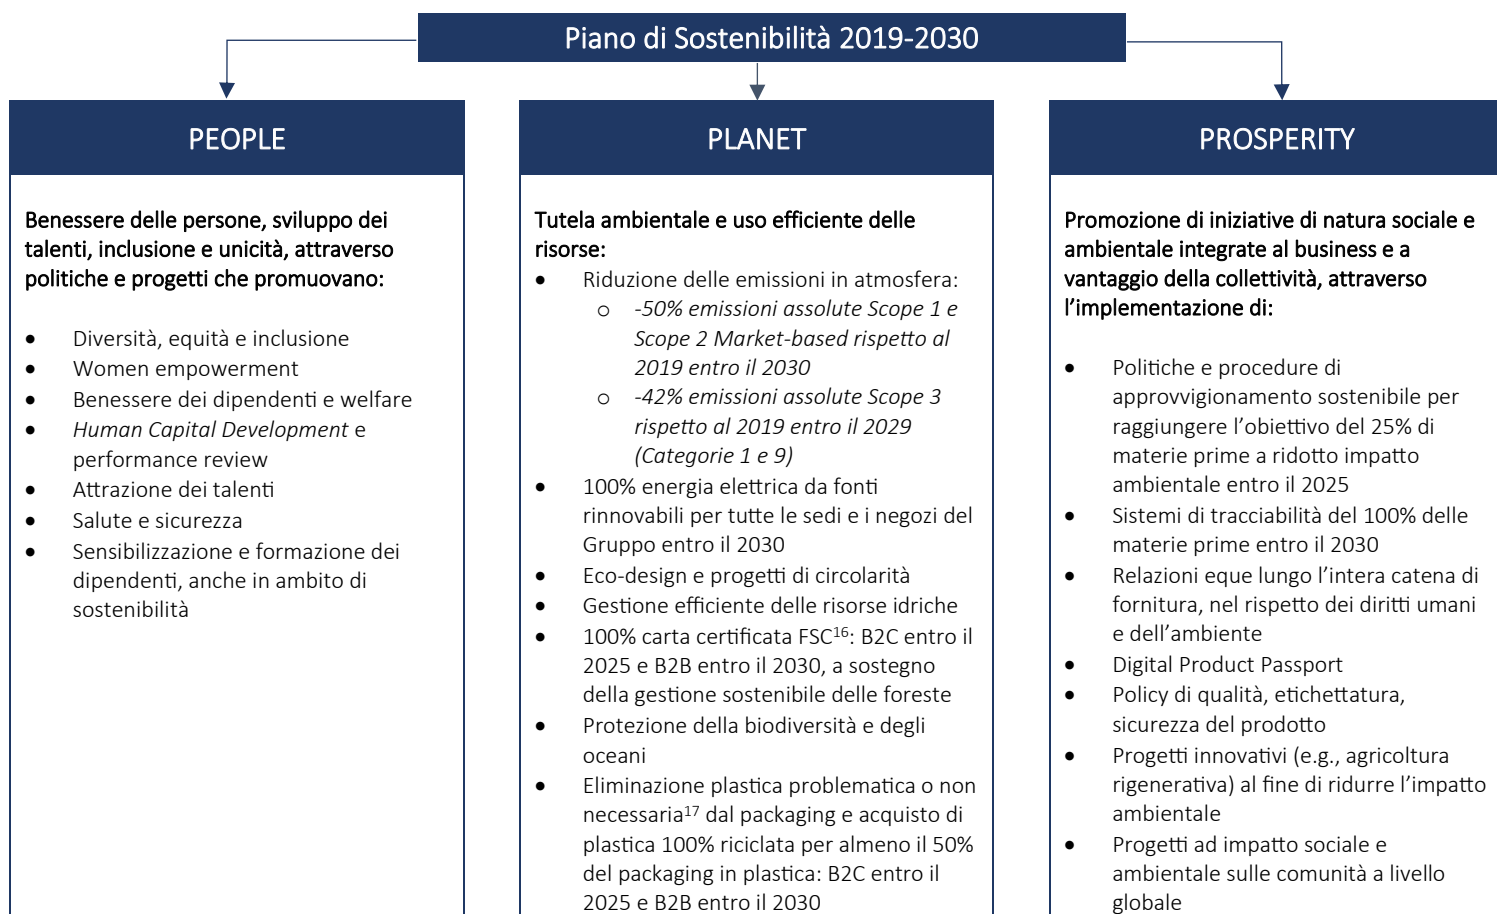 Piano di Sostenibilità 2019-2030
PEOPLE
Benessere delle persone, sviluppo dei
talenti, inclusione e unicità, attraverso
politiche e progetti che promuovano:
• Diversità, equità e inclusione
• Women empowerment
• Benessere dei dipendenti e welfare
• Human Capital Development e
performance review
• Attrazione dei talenti
• Salute e sicurezza
• Sensibilizzazione e formazione dei
dipendenti, anche in ambito di
sostenibilità
PLANET
Tutela ambientale e uso efficiente delle
risorse:
• Riduzione delle emissioni in atmosfera:
o -50% emissioni assolute Scope 1 e
Scope 2 Market-based rispetto al
2019 entro il 2030
o -42% emissioni assolute Scope 3
rispetto al 2019 entro il 2029
(Categorie 1 e 9)
• 100% energia elettrica da fonti
rinnovabili per tutte le sedi e i negozi del
Gruppo entro il 2030
• Eco-design e progetti di circolarità
• Gestione efficiente delle risorse idriche
• 100% carta certificata FSC16: B2C entro il
2025 e B2B entro il 2030, a sostegno
della gestione sostenibile delle foreste
• Protezione della biodiversità e degli
oceani
• Eliminazione plastica problematica o non
necessaria17 dal packaging e acquisto di
plastica 100% riciclata per almeno il 50%
del packaging in plastica: B2C entro il
2025 e B2B entro il 2030
PROSPERITY
Promozione di iniziative di natura sociale e
ambientale integrate al business e a
vantaggio della collettività, attraverso
l’implementazione di:
• Politiche e procedure di
approvvigionamento sostenibile per
raggiungere l’obiettivo del 25% di
materie prime a ridotto impatto
ambientale entro il 2025
• Sistemi di tracciabilità del 100% delle
materie prime entro il 2030
• Relazioni eque lungo l’intera catena di
fornitura, nel rispetto dei diritti umani
e dell’ambiente
• Digital Product Passport
• Policy di qualità, etichettatura,
sicurezza del prodotto
• Progetti innovativi (e.g., agricoltura
rigenerativa) al fine di ridurre l’impatto
ambientale
• Progetti ad impatto sociale e
ambientale sulle comunità a livello
globale